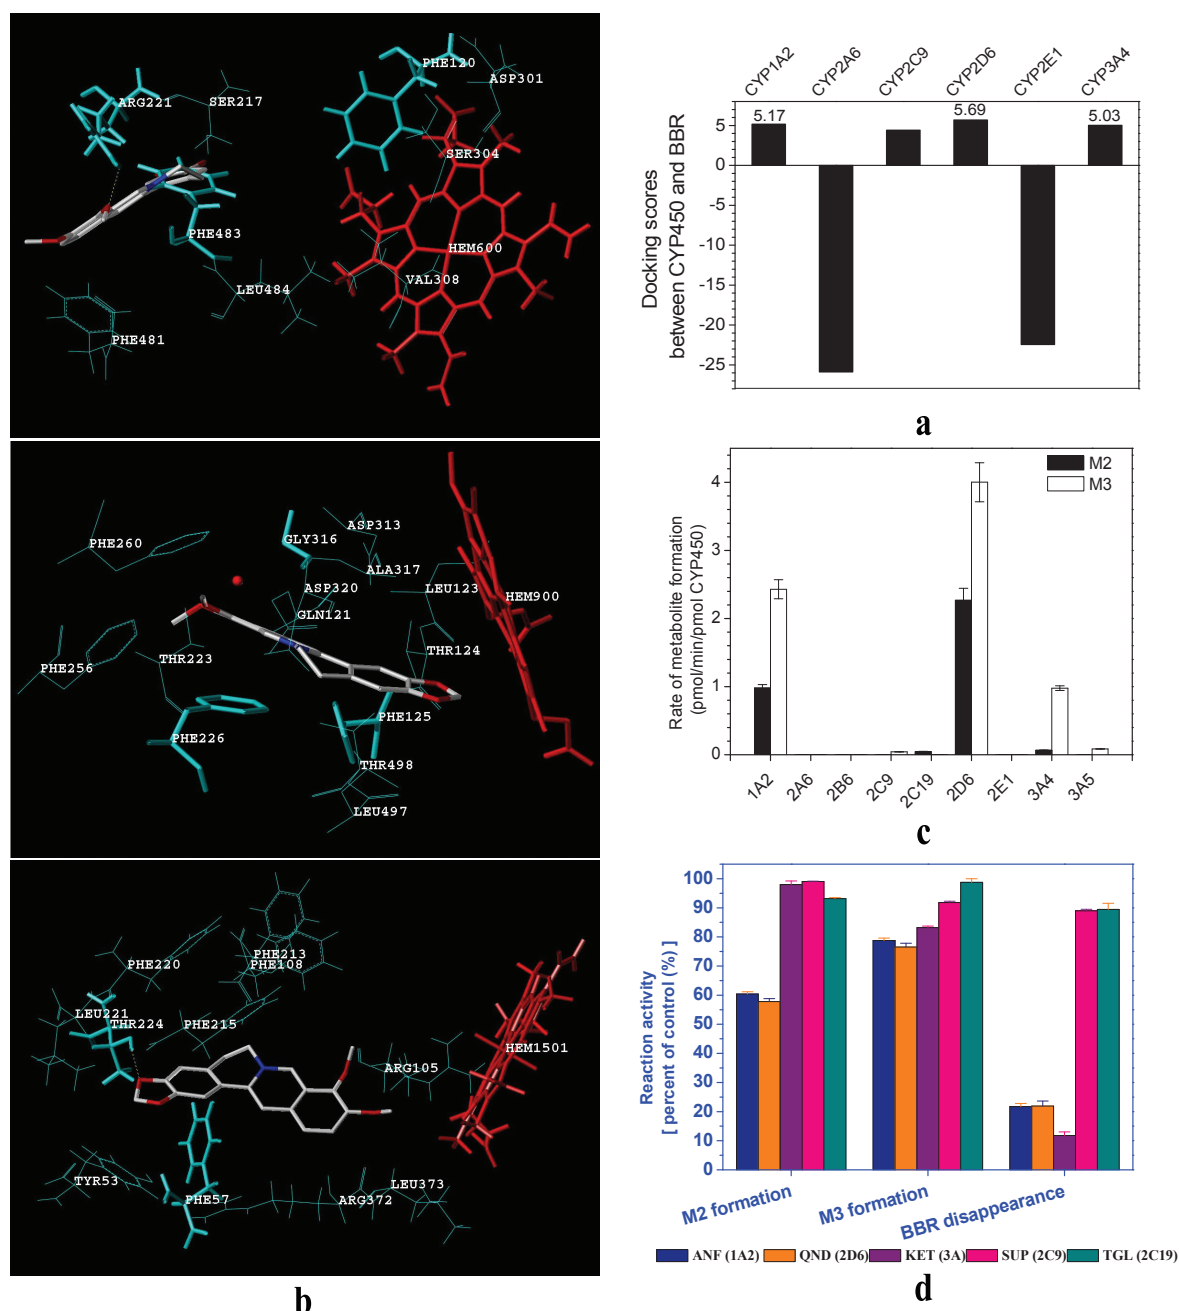 PHE120
ASP301
ARG221
SER217
SER304
PHE483
HEM600
VAL308
LEU484
PHE481
ASP313
PHE260
GLY316
ALA317
ASP320
LEU123
HEM900
GLN121
THR124
THR223
PHE256
PHE125
PHE226
THR498
LEU497
PHE213
PHE220
PHE108
LEU221
THR224
PHE215
HEM1501
ARG105
TYR53
LEU373
PHE57
ARG372
b
CYP1A2
CYP2A6
CYP2C9
CYP2D6
CYP2E1
CYP3A4
5.17
5.69
5.03
5
0
-5
-10
-15
-20
-25
Docking scores
between CYP450 and BBR
a
M2
M3
4
3
2
1
0
Rate of metabolite formation
(pmol/min/pmol CYP450)
1A2
2A6
2B6
2C9
2C19
2D6
2E1
3A4
3A5
c
100
90
80
70
60
50
40
30
20
10
0
Reaction activity
[ percent of control (%) ]
M2 formation
M3 formation
BBR disappearance
ANF (1A2)
QND (2D6)
KET (3A)
SUP (2C9)
TGL (2C19)
d